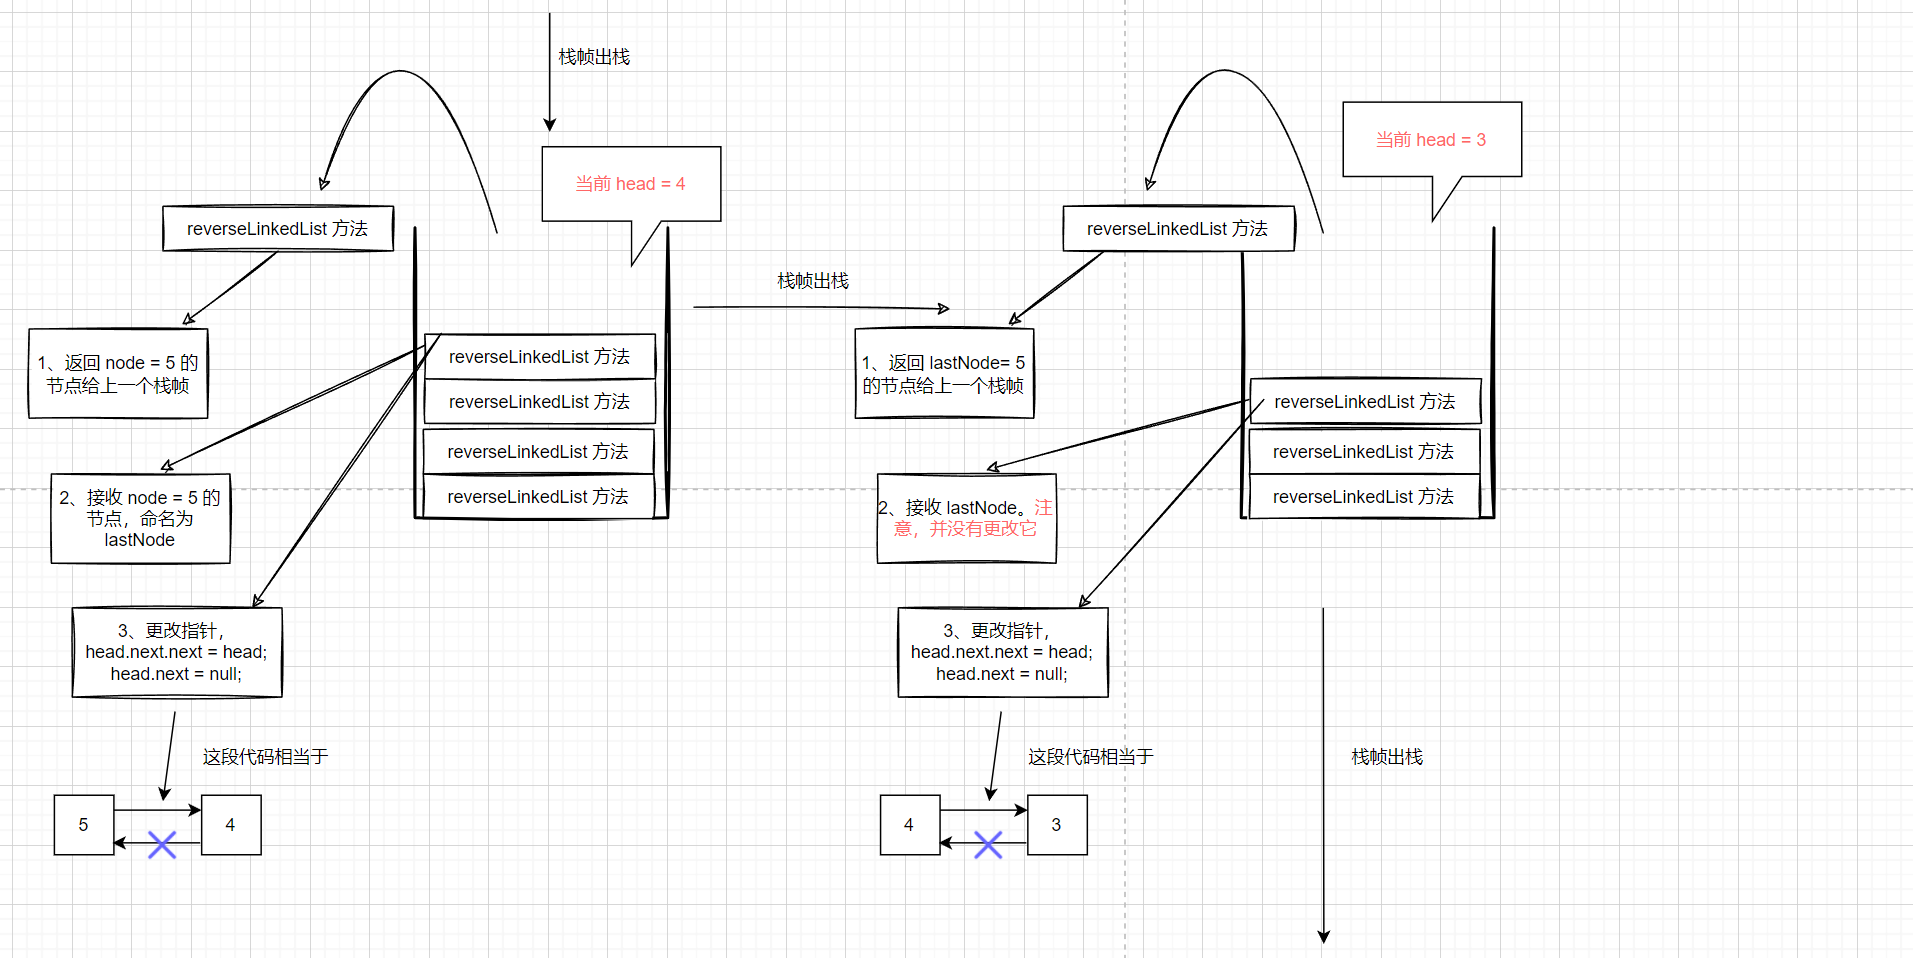 栈帧出栈
当前 head = 4
reverseLinkedList 方法
1、返回 node = 5 的
节点给上一个栈帧
reverseLinkedList 方法
reverseLinkedList 方法
reverseLinkedList 方法
reverseLinkedList 方法
2、接收 node = 5 的
节点，命名为
lastNode
3、更改指针，
head.next.next = head;
head.next = null;
这段代码相当于
5
4
栈帧出栈
当前 head = 3
reverseLinkedList 方法
1、返回 lastNode= 5
的节点给上一个栈帧
reverseLinkedList 方法
reverseLinkedList 方法
reverseLinkedList 方法
2、接收 lastNode。注
意，并没有更改它
3、更改指针，
head.next.next = head;
head.next = null;
这段代码相当于
4
3
栈帧出栈